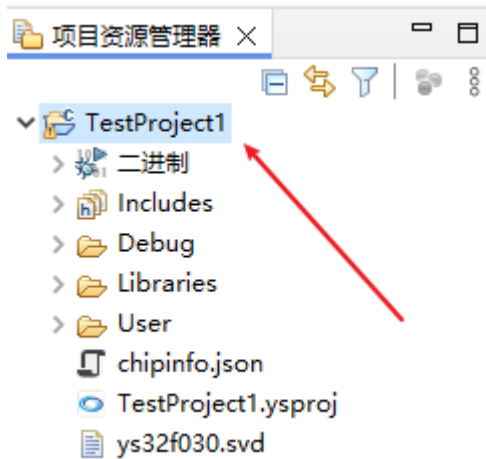 项目资源管理器
TestProject1
二进制
Includes
Debug
Libraries
User
chipinfo.json
TestProject1.ysproj
ys32f030.svd